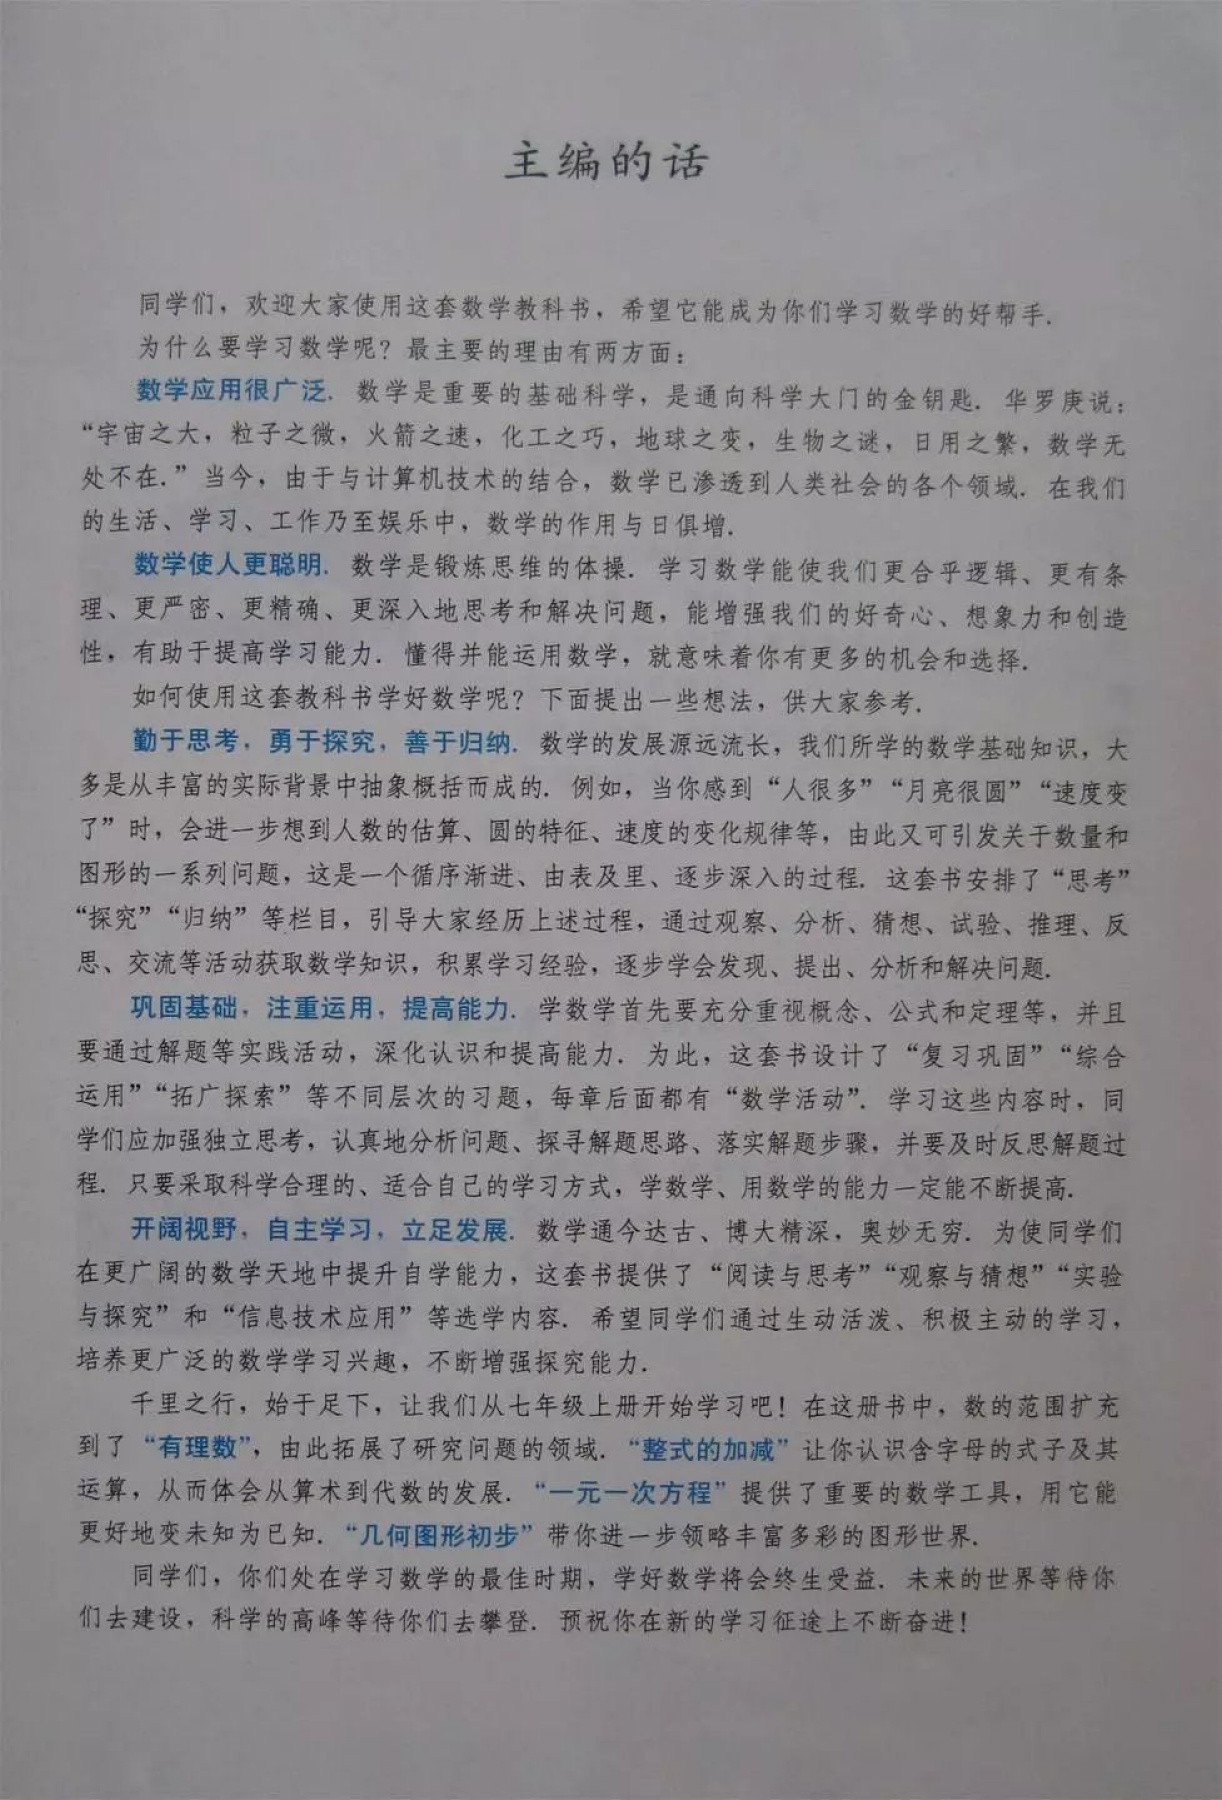 主编的话
同学们，欢迎大家使用这套数学教科书，希望它能成为你们学习数学的好帮手.
为什么要学习数学呢？最主要的理由有两方面：
数学应用很广泛. 数学是重要的基础科学，是通向科学大门的金钥匙. 华罗庚说：
“宇宙之大，粒子之微，火箭之速，化工之巧，地球之变，生物之谜，日用之繁，数学无
处不在.”当今，由于与计算机技术的结合，数学已渗透到人类社会的各个领域. 在我们
的生活、学习、工作乃至娱乐中，数学的作用与日俱增.
数学使人更聪明. 数学是锻炼思维的体操. 学习数学能使我们更合乎逻辑、更有条
理、更严密、更精确、更深入地思考和解决问题，能增强我们的好奇心、想象力和创造
性，有助于提高学习能力. 懂得并能运用数学，就意味着你有更多的机会和选择.
如何使用这套教科书学好数学呢？下面提出一些想法，供大家参考.
勤于思考，勇于探究，善于归纳. 数学的发展源远流长，我们所学的数学基础知识，大
多是从丰富的实际背景中抽象概括而成的. 例如，当你感到“人很多”“月亮很圆”“速度变
了”时，会进一步想到人数的估算、圆的特征、速度的变化规律等，由此又可引发关于数量和
图形的一系列问题，这是一个循序渐进、由表及里、逐步深入的过程. 这套书安排了“思考”
“探究”“归纳”等栏目，引导大家经历上述过程，通过观察、分析、猜想、试验、推理、反
思、交流等活动获取数学知识，积累学习经验，逐步学会发现、提出、分析和解决问题.
巩固基础，注重运用，提高能力. 学数学首先要充分重视概念、公式和定理等，并且
要通过解题等实践活动，深化认识和提高能力. 为此，这套书设计了“复习巩固”“综合
运用”“拓广探索”等不同层次的习题，每章后面都有“数学活动”. 学习这些内容时，同
学们应加强独立思考，认真地分析问题、探寻解题思路、落实解题步骤，并要及时反思解题过
程. 只要采取科学合理的、适合自己的学习方式，学数学、用数学的能力一定能不断提高.
开阔视野，自主学习，立足发展. 数学通今达古、博大精深，奥妙无穷. 为使同学们
在更广阔的数学天地中提升自学能力，这套书提供了“阅读与思考”“观察与猜想”“实验
与探究”和“信息技术应用”等选学内容. 希望同学们通过生动活泼、积极主动的学习，
培养更广泛的数学学习兴趣，不断增强探究能力.
千里之行，始于足下，让我们从七年级上册开始学习吧！在这册书中，数的范围扩充
到了“有理数”，由此拓展了研究问题的领域. “整式的加减”让你认识含字母的式子及其
运算，从而体会从算术到代数的发展. “一元一次方程”提供了重要的数学工具，用它能
更好地变未知为已知. “几何图形初步”带你进一步领略丰富多彩的图形世界.
同学们，你们处在学习数学的最佳时期，学好数学将会终生受益. 未来的世界等待你
们去建设，科学的高峰等待你们去攀登. 预祝你在新的学习征途上不断奋进！